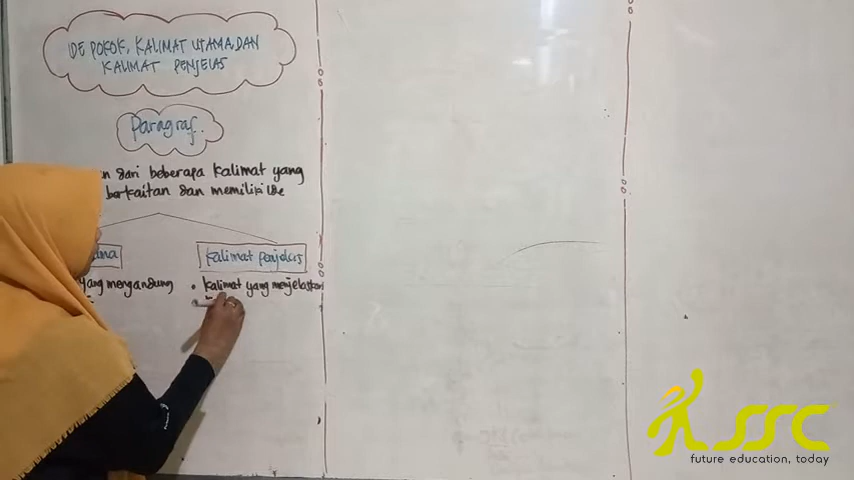 IDE POKOK, KALIMAT UTAMA, DAN
KALIMAT PENJELAS
Paragraf..
dari beberapa kalimat yang
berkaitan dan memiliki ide
Kalimat penjelas
yang mengandung
• kalimat yang menjelaskan
SSC
future education, today